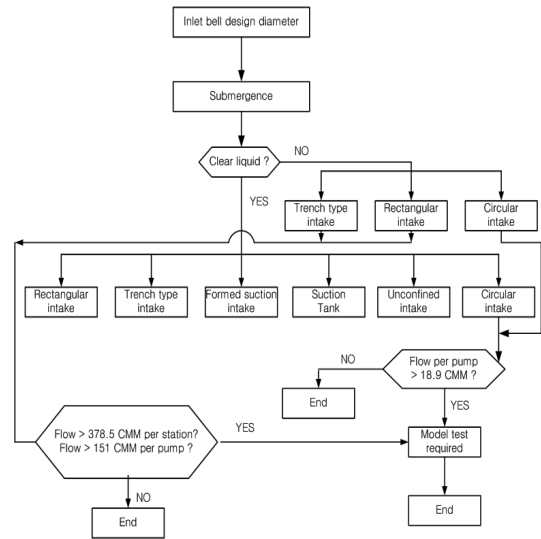 Inlet bell design diameter
Submergence
Clear liquid ?
NO
YES
Trench type
intake
Rectangular
intake
Circular
intake
Rectangular
intake
Trench type
intake
Formed suction
intake
Suction
Tank
Unconfined
intake
Circular
intake
Flow per pump
> 18.9 CMM ?
NO
End
YES
Flow > 378.5 CMM per station?
Flow > 151 CMM per pump ?
YES
Model test
required
NO
End
End